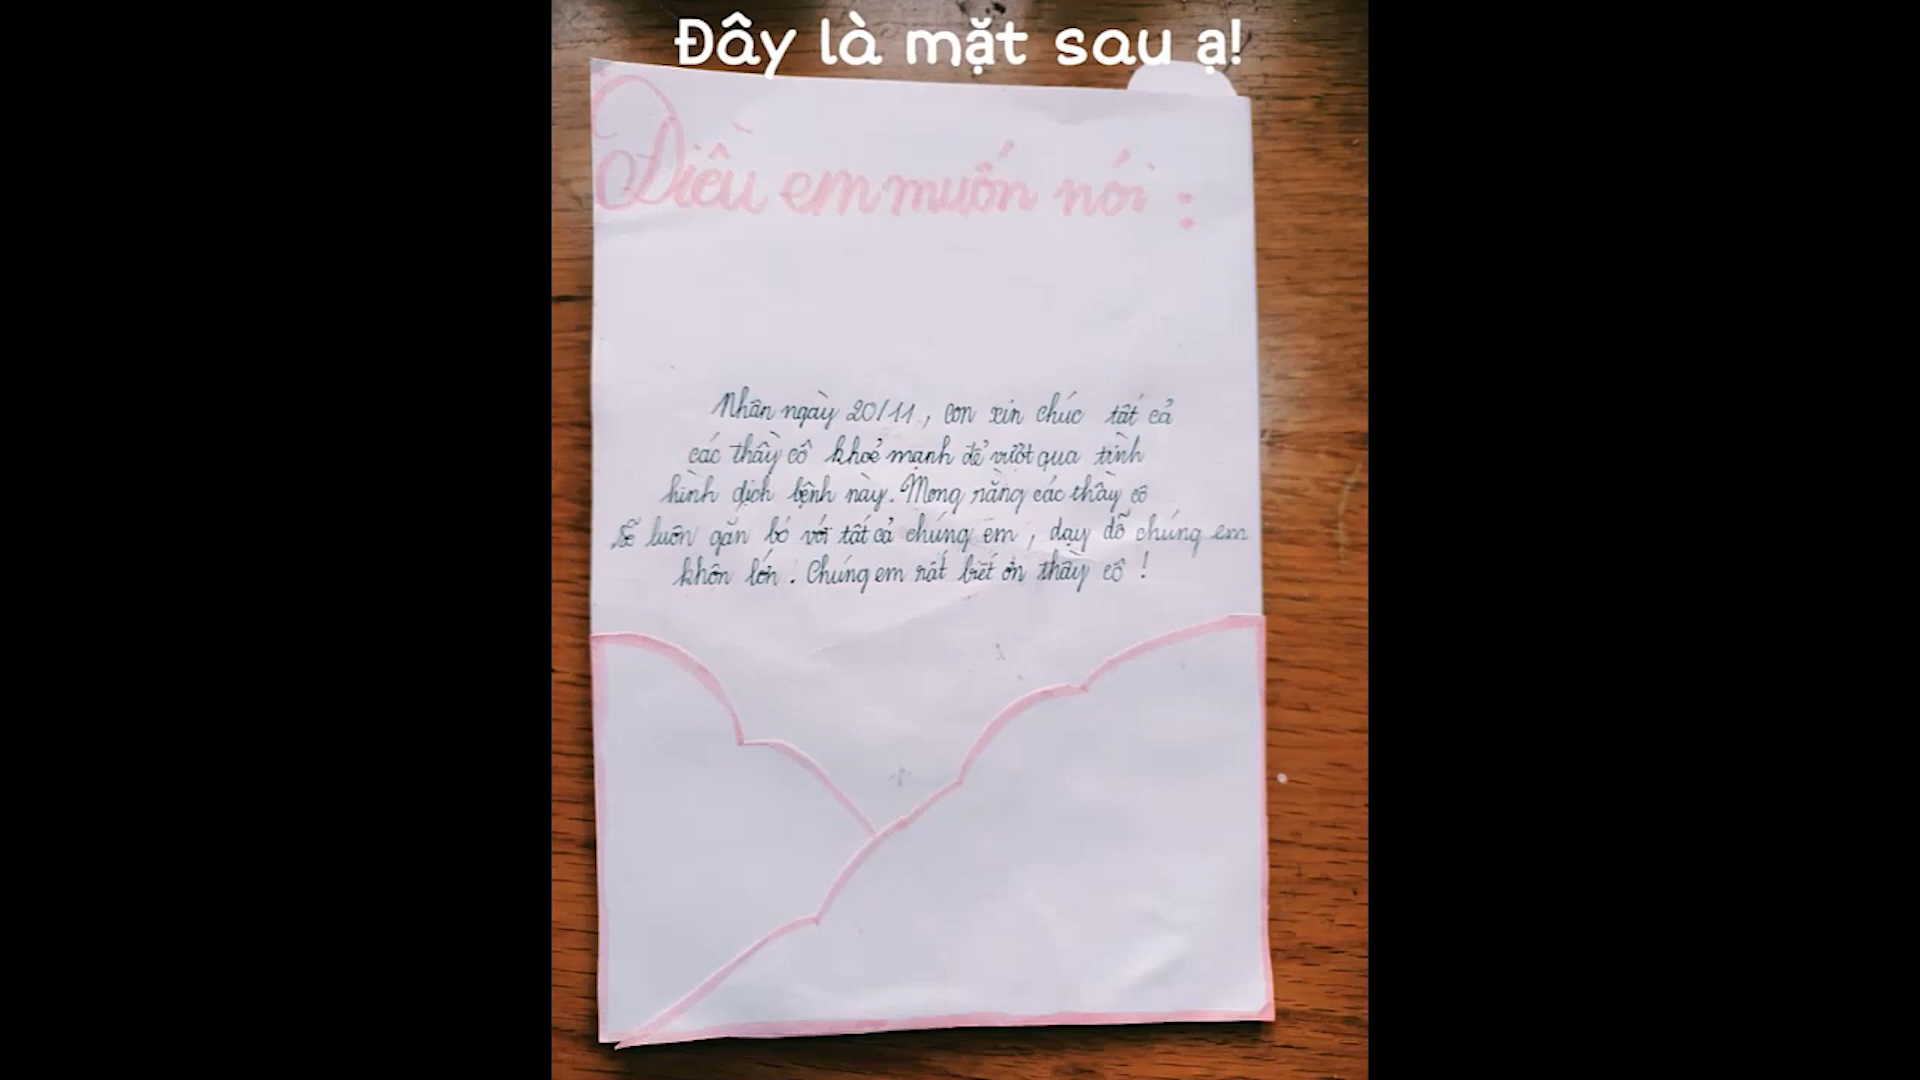 Đây là mặt sau ạ!
Điều em muốn nói :
Nhân ngày 20/11, con xin chúc tất cả
các thầy cô khoẻ mạnh để vượt qua tình
hình dịch bệnh này. Mong rằng các thầy cô
sẽ luôn gắn bó với tất cả chúng em, dạy dỗ chúng em
khôn lớn. Chúng em rất biết ơn thầy cô !